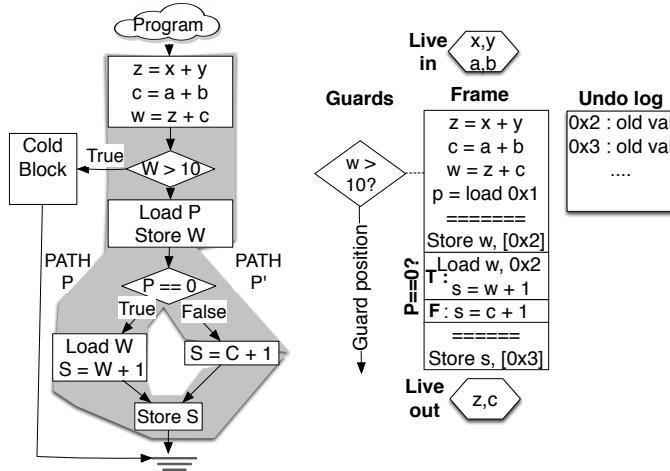 Program
z = x + y
c = a + b
w = z + c
Cold
Block
True
W > 10
Load P
Store W
PATH
P
PATH
P'
P == 0
True
False
Load W
S = W + 1
S = C + 1
Store S
Live
in
x,y
a,b
Guards
Frame
Undo log
w >
10?
Guard position
z = x + y
c = a + b
w = z + c
p = load 0x1
=======
Store w, [0x2]
P==0?
T :
Load w, 0x2
s = w + 1
F : s = c + 1
======
Store s, [0x3]
0x2 : old val
0x3 : old val
....
Live
out
z,c